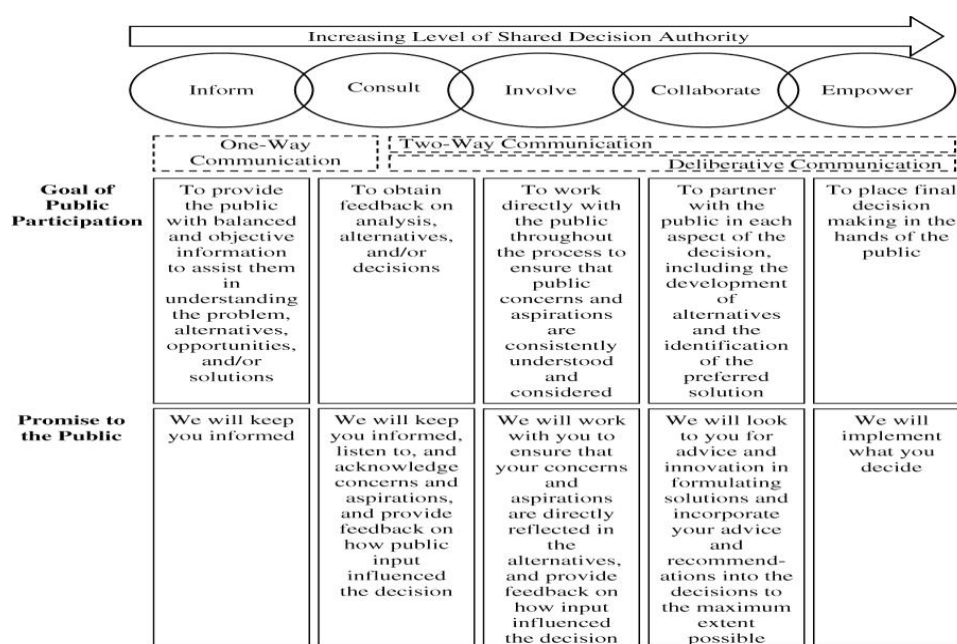 Increasing Level of Shared Decision Authority
Inform
Consult
Involve
Collaborate
Empower
One-Way
Communication
Two-Way Communication
Deliberative Communication
Goal of
Public
Participation
To provide
the public
with balanced
and objective
information
to assist them
in
understanding
the problem,
alternatives,
opportunities,
and/or
solutions
To obtain
feedback on
analysis,
alternatives,
and/or
decisions
To work
directly with
the public
throughout
the process to
ensure that
public
concerns and
aspirations
are
consistently
understood
and
considered
To partner
with the
public in each
aspect of the
decision,
including the
development
of
alternatives
and the
identification
of the
preferred
solution
To place final
decision
making in the
hands of the
public
Promise to
the Public
We will keep
you informed
We will keep
you informed,
listen to, and
acknowledge
concerns and
aspirations,
and provide
feedback on
how public
input
influenced
the decision
We will work
with you to
ensure that
your concerns
and
aspirations
are directly
reflected in
the
alternatives,
and provide
feedback on
how input
influenced
the decision
We will look
to you for
advice and
innovation in
formulating
solutions and
incorporate
your advice
and
recommend-
ations into the
decisions to
the maximum
extent
possible
We will
implement
what you
decide